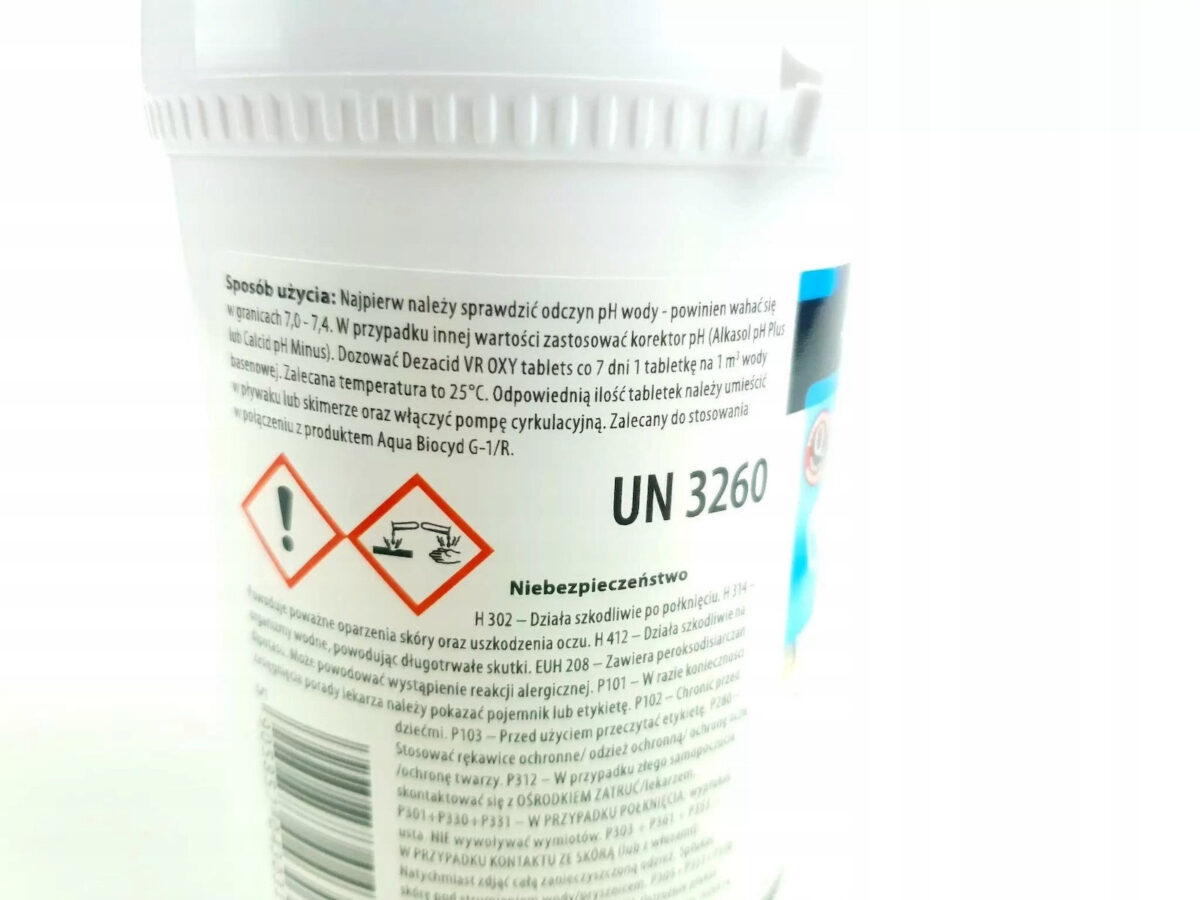 Sposób użycia: Najpierw należy sprawdzić odczyn pH wody - powinien wahać się
w granicach 7,0 - 7,4. W przypadku innej wartości zastosować korektor pH (Alkasol pH Plus
lub Calcid pH Minus). Dozować Dezacid VR OXY tablets co 7 dni 1 tabletkę na 1 m³ wody
basenowej. Zalecana temperatura to 25°C. Odpowiednią ilość tabletek należy umieścić
w pływaku lub skimerze oraz włączyć pompę cyrkulacyjną. Zalecany do stosowania
w połączeniu z produktem Aqua Biocyd G-1/R.
UN 3260
Niebezpieczeństwo
H 302 – Działa szkodliwie po połknięciu. H 314 –
Powoduje poważne oparzenia skóry oraz uszkodzenia oczu. H 412 – Działa szkodliwie na
organizmy wodne, powodując długotrwałe skutki. EUH 208 – Zawiera peroksodisiarczan
dipotasu. Może powodować wystąpienie reakcji alergicznej. P101 – W razie konieczności
zasięgnięcia porady lekarza należy pokazać pojemnik lub etykietę. P102 – Chronić przed
dziećmi. P103 – Przed użyciem przeczytać etykietę. P280 –
Stosować rękawice ochronne/ odzież ochronną/ ochronę oczu
/ochronę twarzy. P312 – W przypadku złego samopoczucia
skontaktować się z OŚRODKIEM ZATRUĆ/lekarzem.
P301+P330+P331 – W PRZYPADKU POŁKNIĘCIA: wypłukać
usta. NIE wywoływać wymiotów. P303 + P361 + P353
W PRZYPADKU KONTAKTU ZE SKÓRĄ (lub z włosami)
Natychmiast zdjąć całą zanieczyszczoną odzież. Spłukać
skórę pod strumieniem wody/prysznicem.